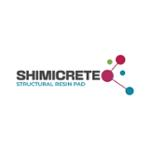 SHIMICRETE
STRUCTURAL RESIN PAD